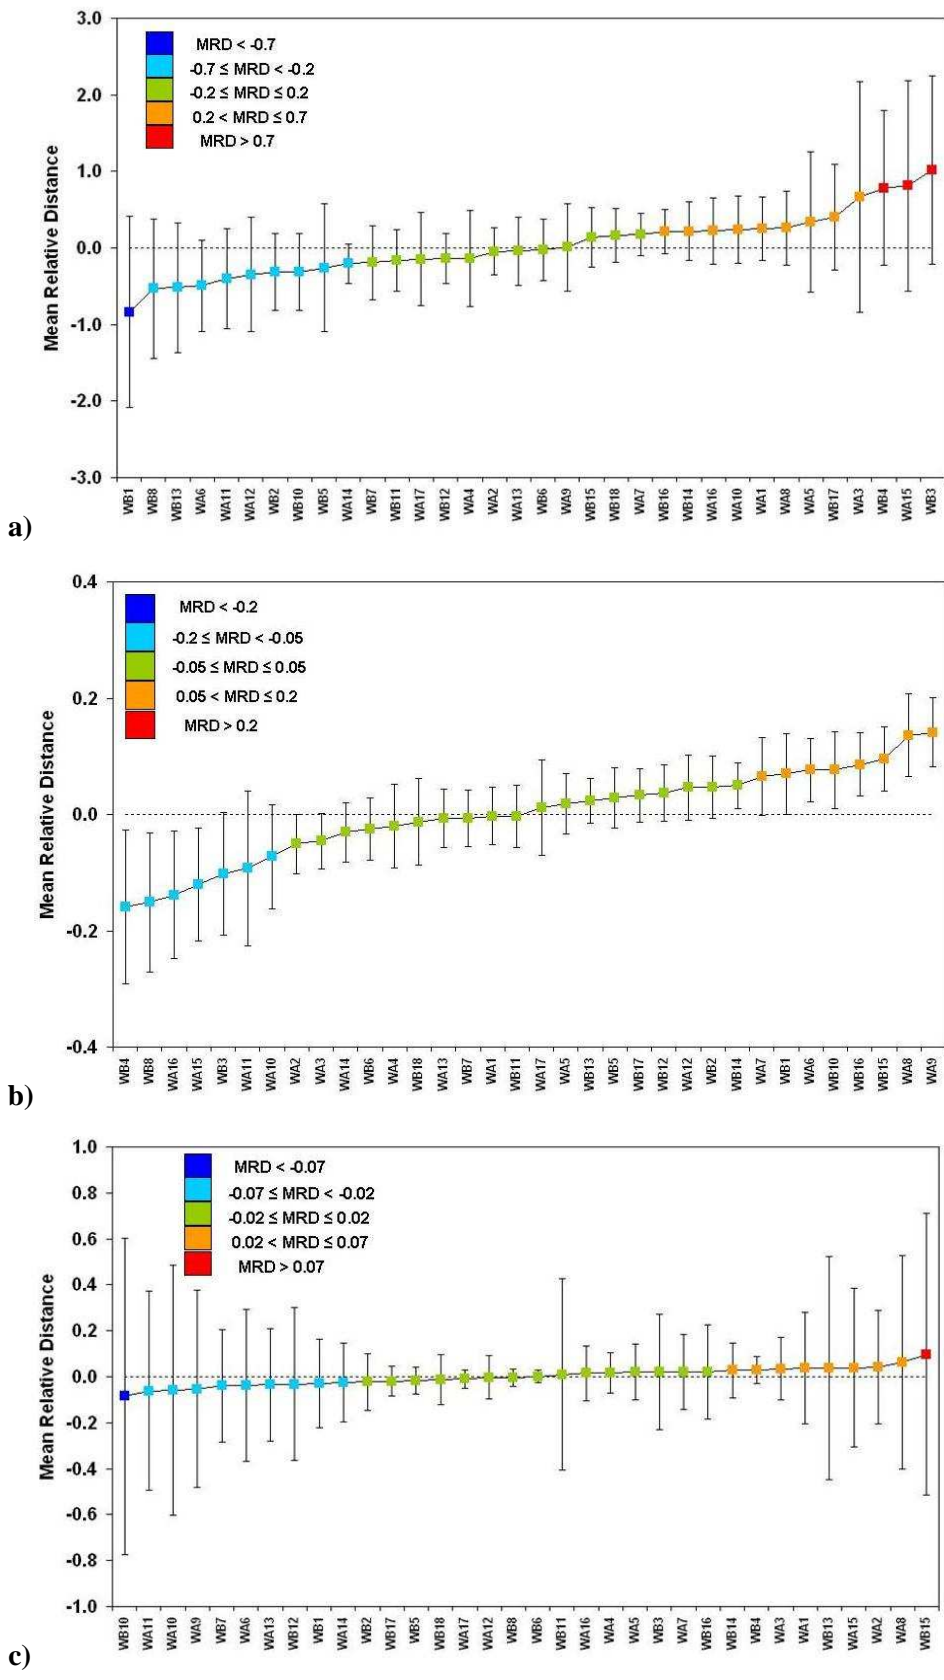 3.0
MRD < -0.7
-0.7 ≤ MRD < -0.2
-0.2 ≤ MRD ≤ 0.2
0.2 < MRD ≤ 0.7
MRD > 0.7
2.0
1.0
0.0
-1.0
-2.0
-3.0
Mean Relative Distance
WB1 WB8 WB13 WA6 WA11 WA12 WB2 WB10 WB5 WA14 WB7 WB11 WA17 WB12 WA4 WA2 WA13 WB6 WA9 WB15 WB18 WA7 WB16 WB14 WA16 WA10 WA1 WA8 WA5 WB17 WA3 WB4 WA15 WB3
a)
0.4
MRD < -0.2
-0.2 ≤ MRD < -0.05
-0.05 ≤ MRD ≤ 0.05
0.05 < MRD ≤ 0.2
MRD > 0.2
0.2
0.0
-0.2
-0.4
Mean Relative Distance
WB4 WB8 WA16 WA15 WB3 WA11 WA10 WA2 WA3 WA14 WB6 WA4 WB18 WA13 WB7 WA1 WB11 WA17 WA5 WB13 WB5 WB17 WB12 WA12 WB2 WB14 WA7 WB1 WA6 WB10 WB16 WB15 WA8 WA9
b)
1.0
MRD < -0.07
-0.07 ≤ MRD < -0.02
-0.02 ≤ MRD ≤ 0.02
0.02 < MRD ≤ 0.07
MRD > 0.07
0.8
0.6
0.4
0.2
0.0
-0.2
-0.4
-0.6
-0.8
-1.0
Mean Relative Distance
WB10 WA11 WA10 WA9 WB7 WA6 WA13 WB12 WB1 WA14 WB2 WB17 WB5 WB18 WA17 WA12 WB8 WB6 WB11 WA16 WA4 WA5 WB3 WA7 WB16 WB14 WB4 WA3 WA1 WB13 WA15 WA2 WA8 WB15
c)